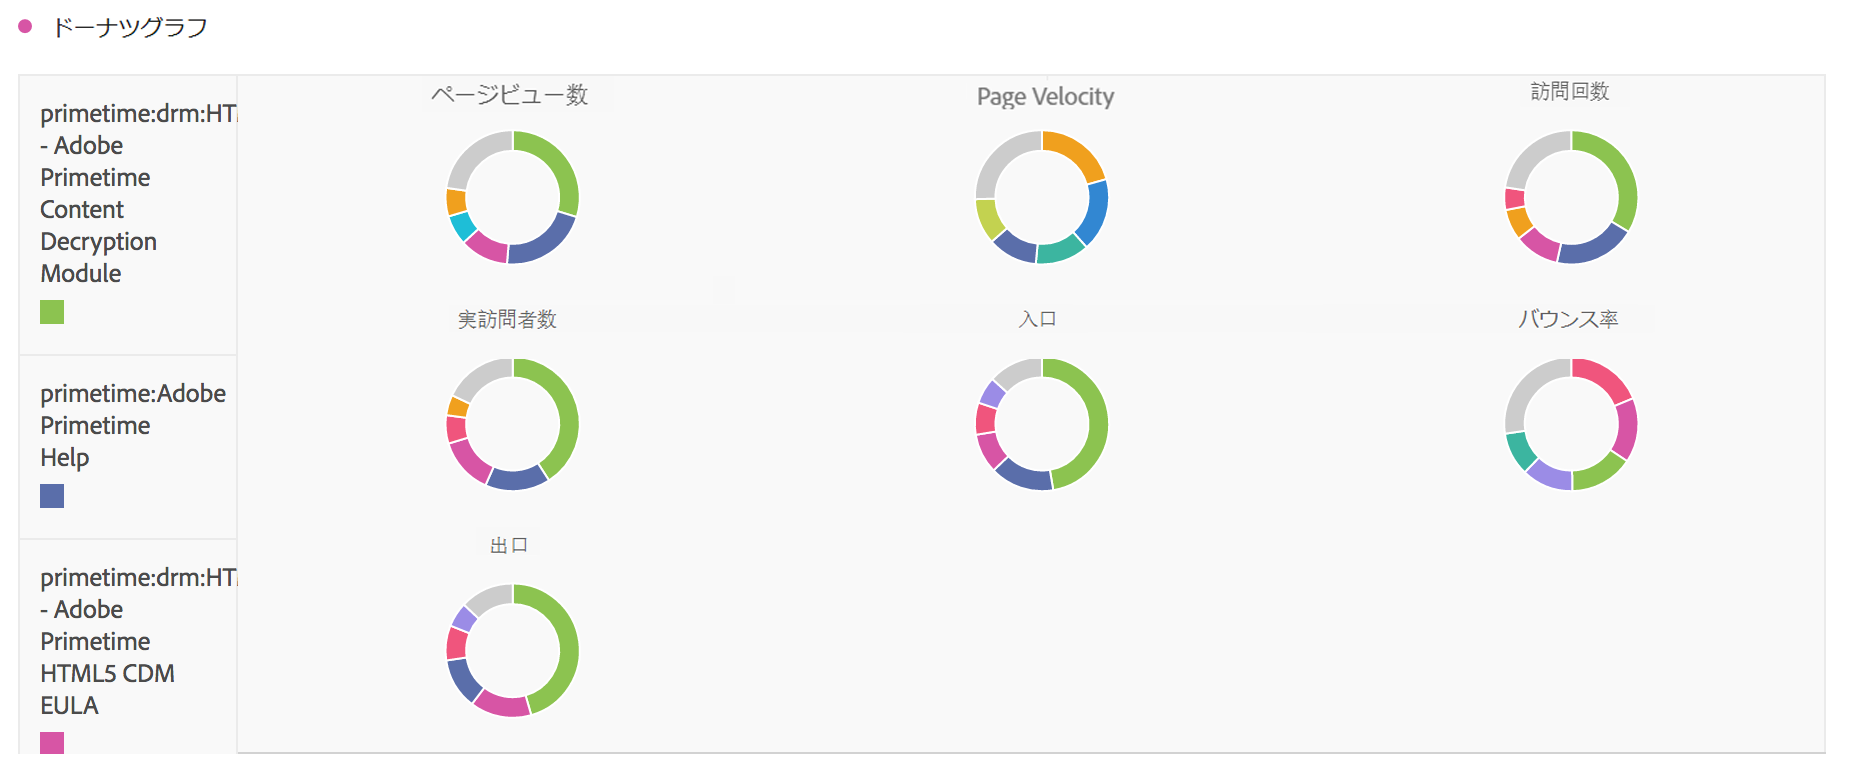 ドーナツグラフ
primetime:drm:HT
- Adobe
Primetime
Content
Decryption
Module
primetime:Adobe
Primetime
Help
primetime:drm:HT
- Adobe
Primetime
HTML5 CDM
EULA
ページビュー数
Page Velocity
訪問回数
実訪問者数
入口
バウンス率
出口